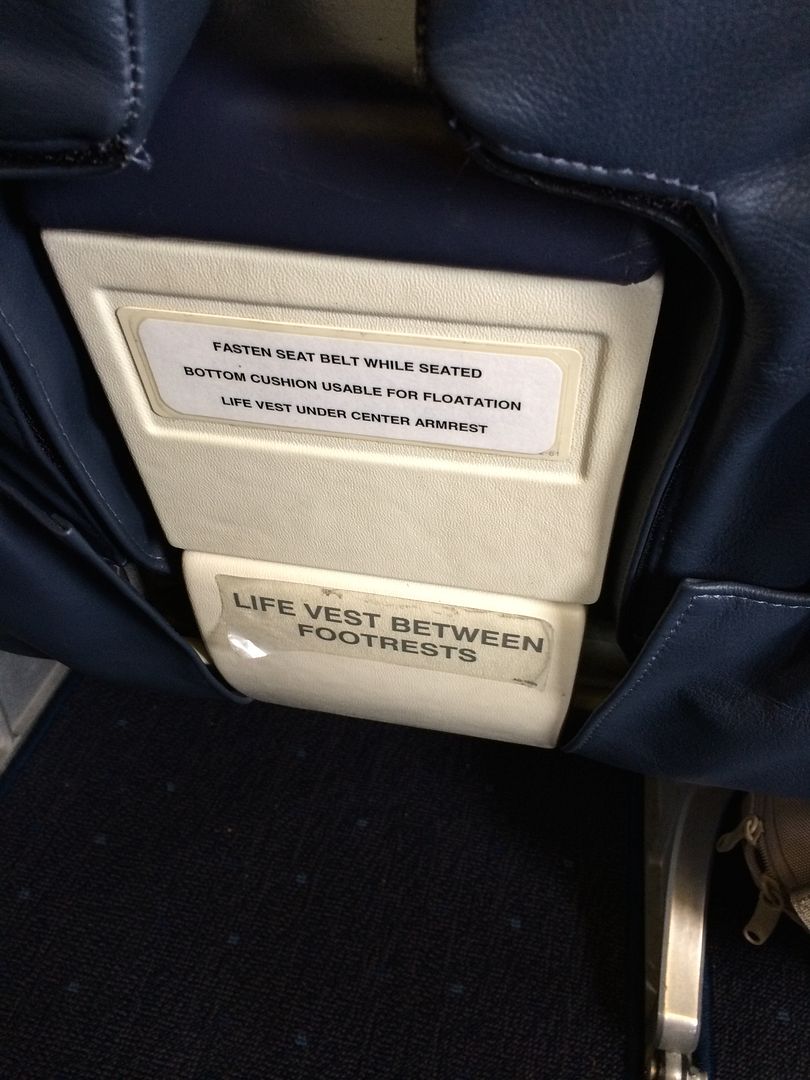 FASTEN SEAT BELT WHILE SEATED
BOTTOM CUSHION USABLE FOR FLOATATION
LIFE VEST UNDER CENTER ARMREST
LIFE VEST BETWEEN
FOOTRESTS